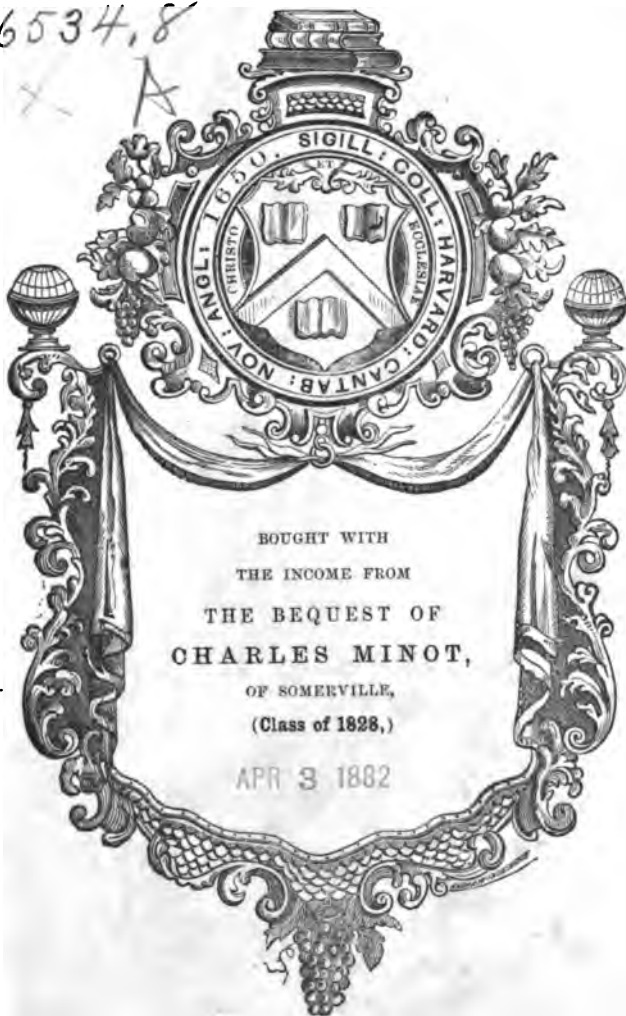 6534.8
A
SIGILL: COLL: HARVARD: CANTAB: NOV: ANGL: 1650.
ET
CHRISTO
ECCLESIAE
BOUGHT WITH
THE INCOME FROM
THE BEQUEST OF
CHARLES MINOT,
OF SOMERVILLE,
(Class of 1828,)
APR 3 1882